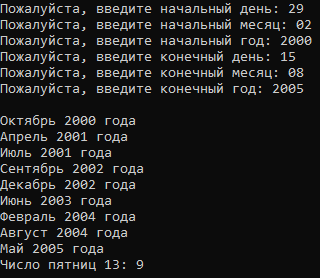 Пожалуйста, введите начальный день: 29
Пожалуйста, введите начальный месяц: 02
Пожалуйста, введите начальный год: 2000
Пожалуйста, введите конечный день: 15
Пожалуйста, введите конечный месяц: 08
Пожалуйста, введите конечный год: 2005
Октябрь 2000 года
Апрель 2001 года
Июль 2001 года
Сентябрь 2002 года
Декабрь 2002 года
Июнь 2003 года
Февраль 2004 года
Август 2004 года
Май 2005 года
Число пятниц 13: 9